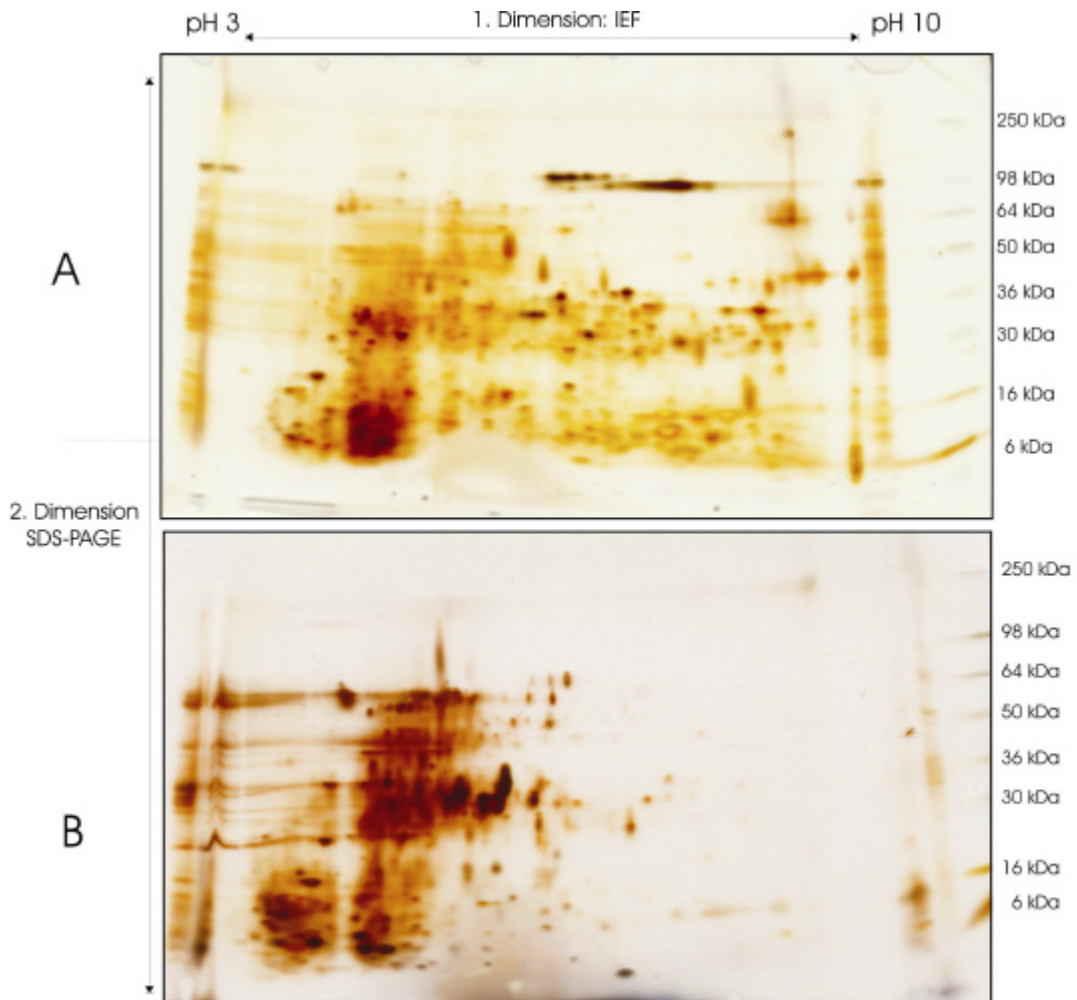 pH 3
1. Dimension: IEF
pH 10
A
250 kDa
98 kDa
64 kDa
50 kDa
36 kDa
30 kDa
16 kDa
6 kDa
2. Dimension
SDS-PAGE
B
250 kDa
98 kDa
64 kDa
50 kDa
36 kDa
30 kDa
16 kDa
6 kDa